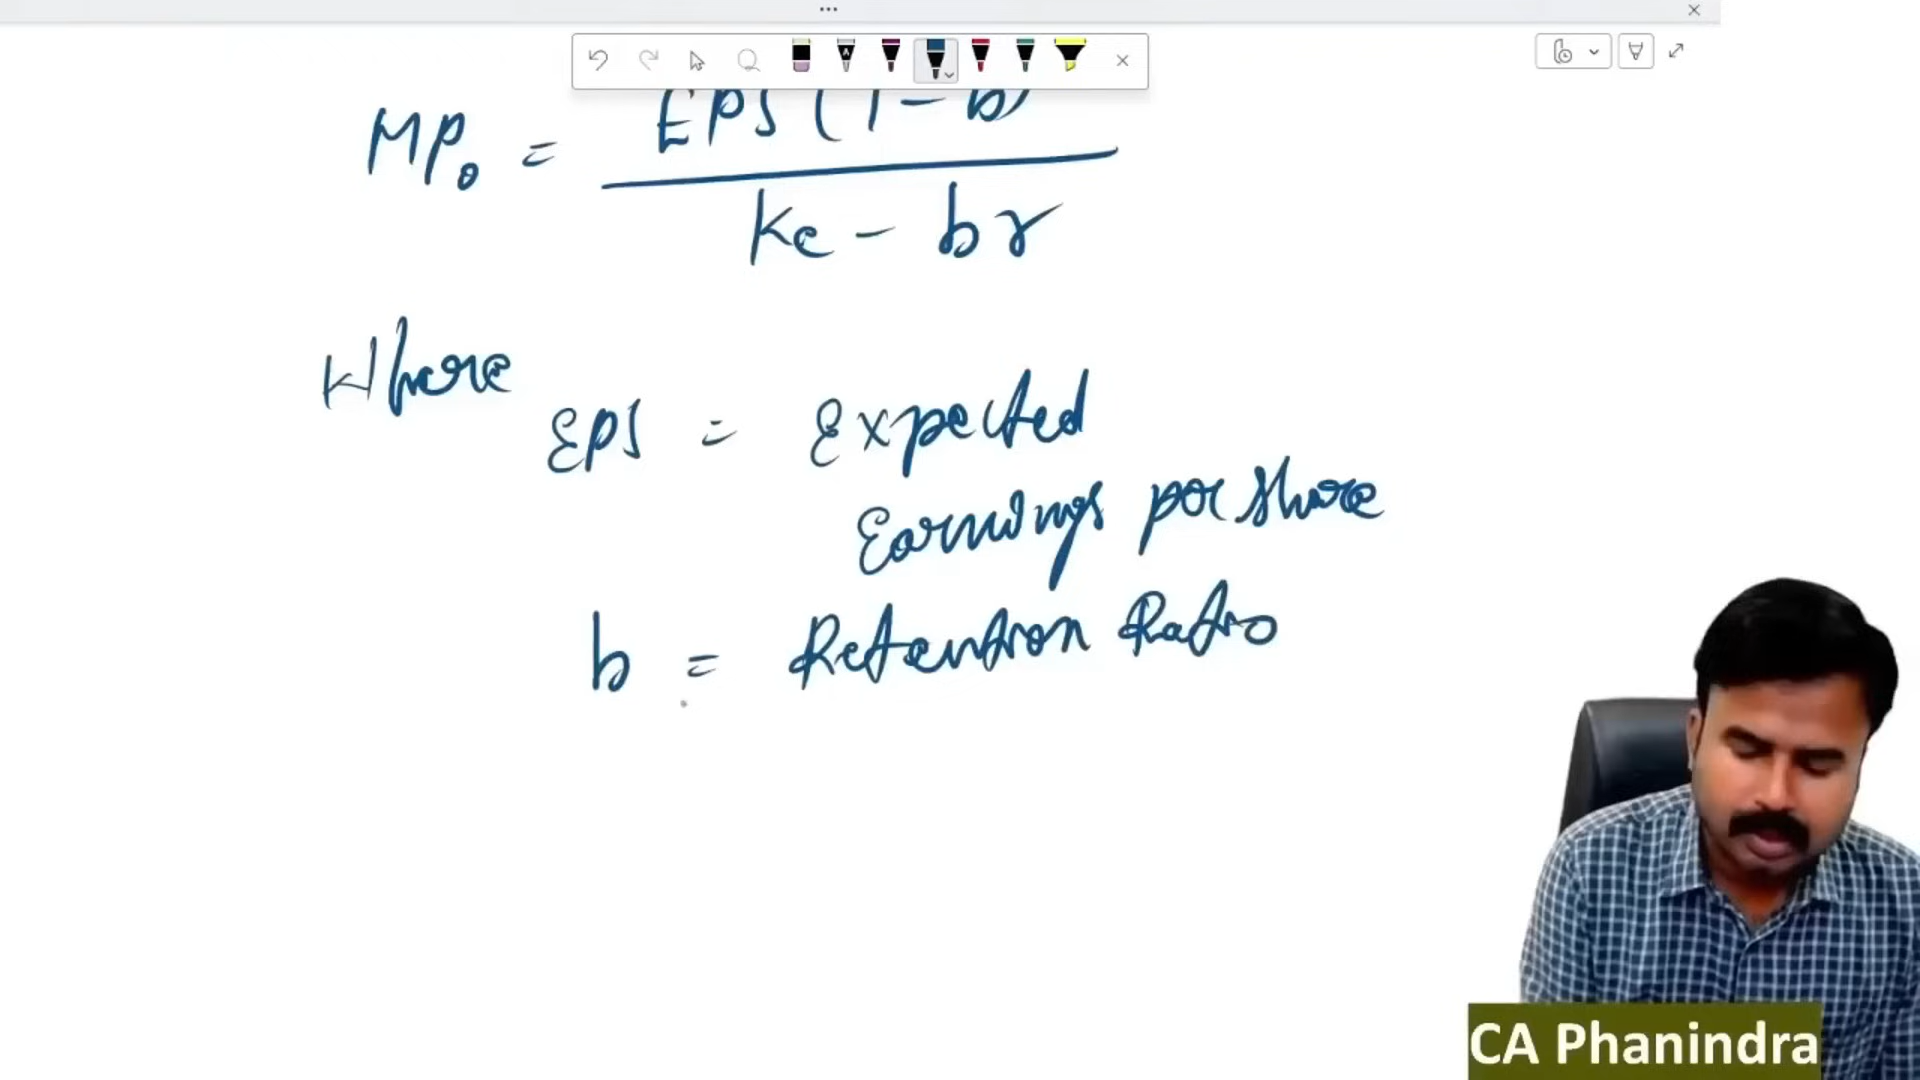 MP₀ = EPS (1 - b)
Ke - br
Where
EPS = Expected
Earnings per share
b = Retention Ratio
CA Phanindra